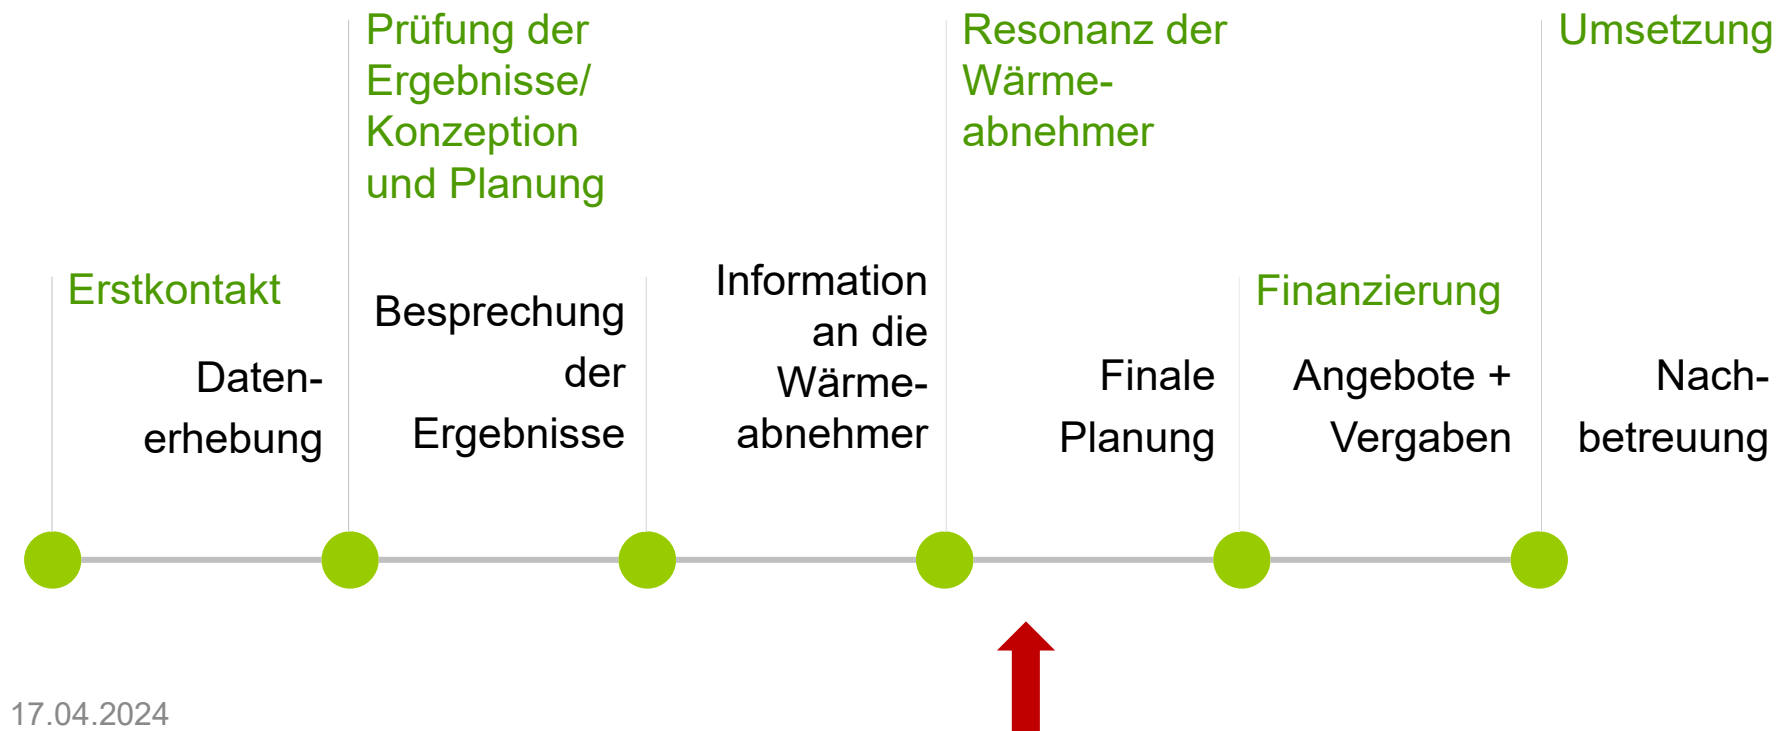 Erstkontakt
Daten-
erhebung
Prüfung der
Ergebnisse/
Konzeption
und Planung
Besprechung
der
Ergebnisse
Information
an die
Wärme-
abnehmer
Resonanz der
Wärme-
abnehmer
Finale
Planung
Finanzierung
Angebote +
Vergaben
Umsetzung
Nach-
betreuung
17.04.2024